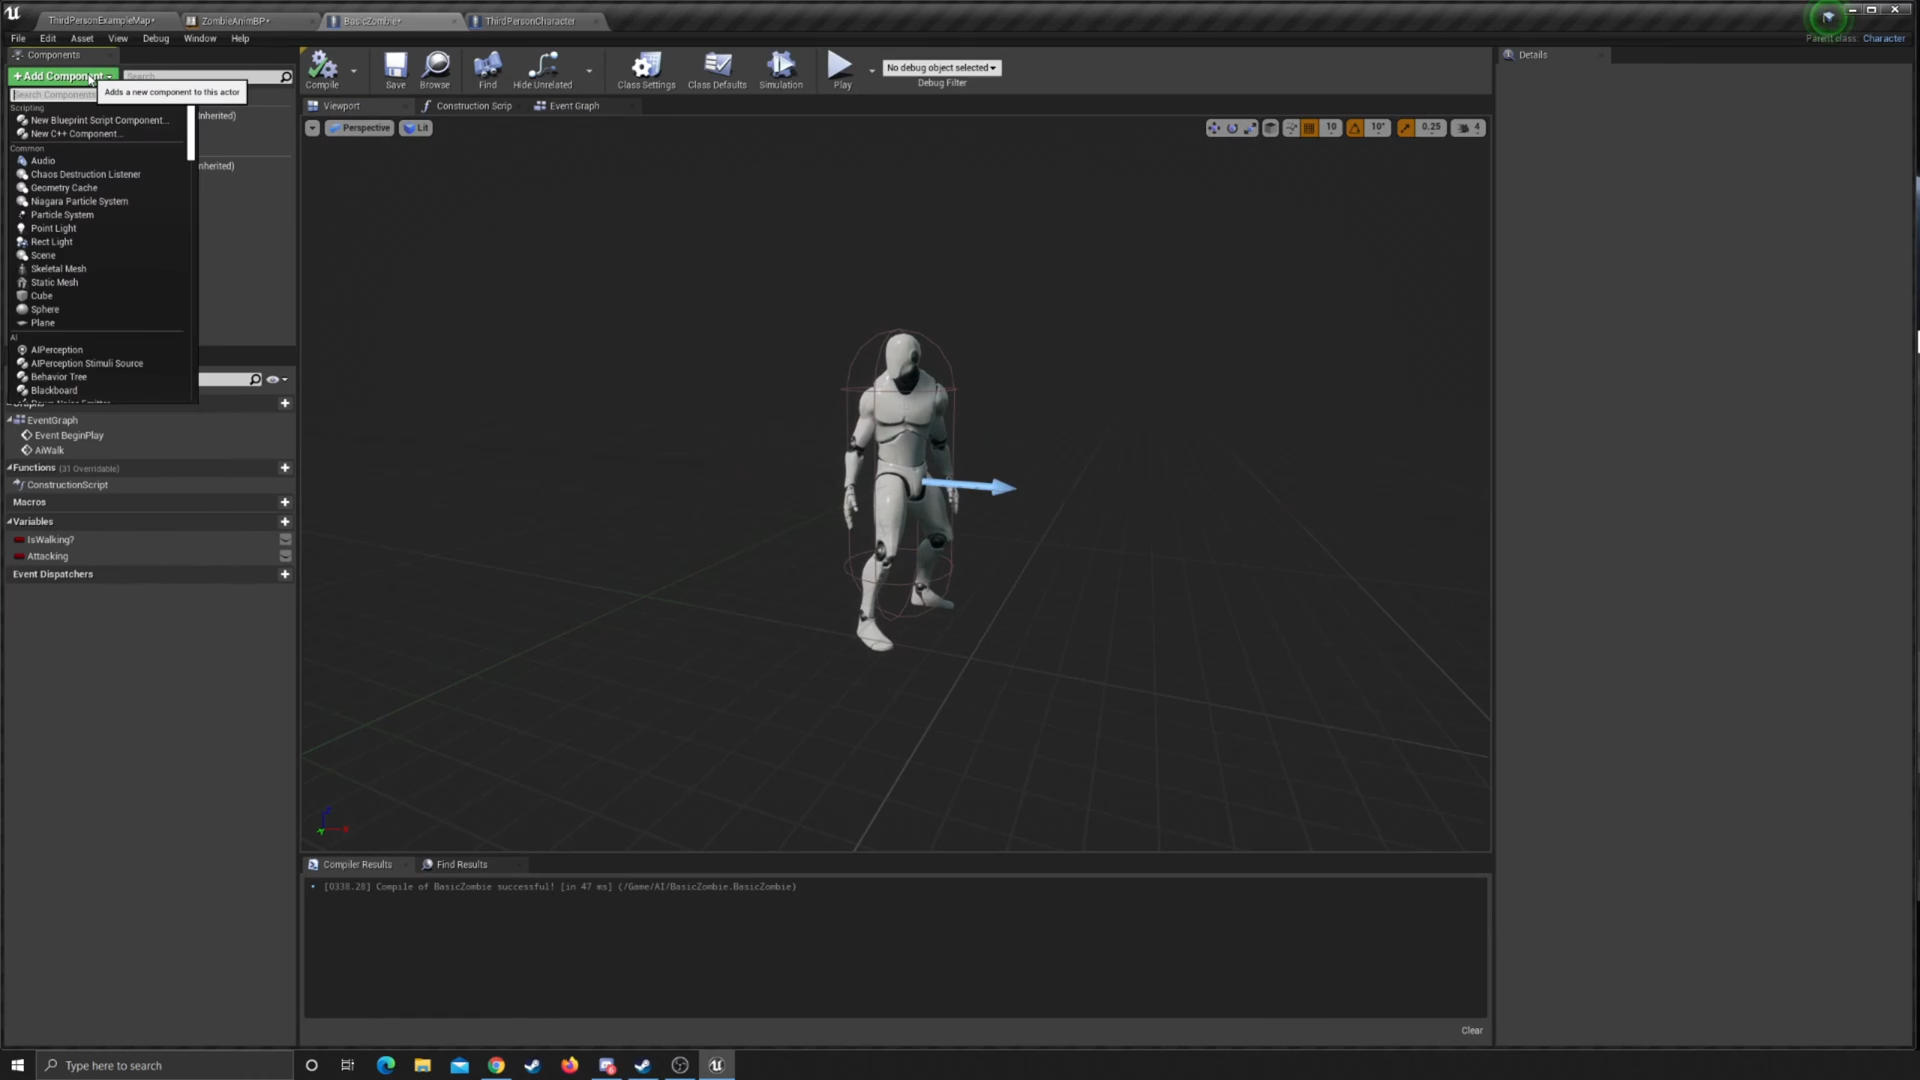 ThirdPersonExampleMap*
ZombieAnimBP*
BasicZombie*
ThirdPersonCharacter
File Edit Asset View Debug Window Help
Parent class: Character
Components
+Add Component
Search
Search Components
Adds a new component to this actor
Scripting
New Blueprint Script Component...
New C++ Component...
Common
Audio
Chaos Destruction Listener
Geometry Cache
Niagara Particle System
Particle System
Point Light
Rect Light
Scene
Skeletal Mesh
Static Mesh
Cube
Sphere
Plane
AI
AIPerception
AIPerception Stimuli Source
Behavior Tree
Blackboard
Inherited)
Inherited)
EventGraph
Event BeginPlay
AiWalk
Functions (31 Overridable)
ConstructionScript
Macros
Variables
IsWalking?
Attacking
Event Dispatchers
Compile
Save
Browse
Find
Hide Unrelated
Class Settings
Class Defaults
Simulation
Play
No debug object selected
Debug Filter
Viewport
Construction Scrip
Event Graph
Perspective
Lit
10
10°
0.25
4
Compiler Results
Find Results
[0338.28] Compile of BasicZombie successful! [in 47 ms] (/Game/AI/BasicZombie.BasicZombie)
Clear
Details
Type here to search